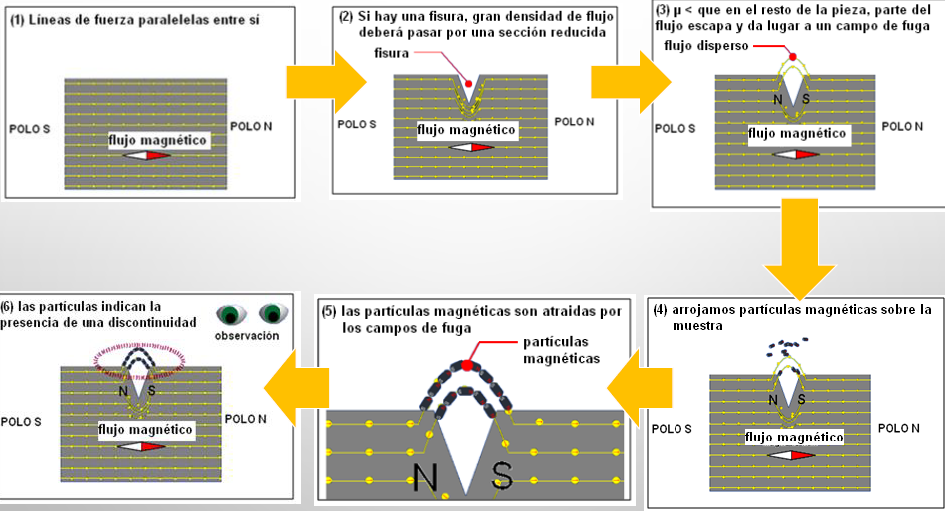 (1) Líneas de fuerza paralelelas entre sí
POLO S
flujo magnético
POLO N
(2) Si hay una fisura, gran densidad de flujo
deberá pasar por una sección reducida
fisura
POLO S
flujo magnético
POLO N
(3) µ < que en el resto de la pieza, parte del
flujo escapa y da lugar a un campo de fuga
flujo disperso
N S
POLO S
flujo magnético
POLO N
(4) arrojamos partículas magnéticas sobre la
muestra
N S
POLO S
flujo magnético
POLO N
(5) las partículas magnéticas son atraidas por
los campos de fuga
partículas
magnéticas
N S
(6) las partículas indican la
presencia de una discontinuidad
observación
N S
POLO S
flujo magnético
POLO N